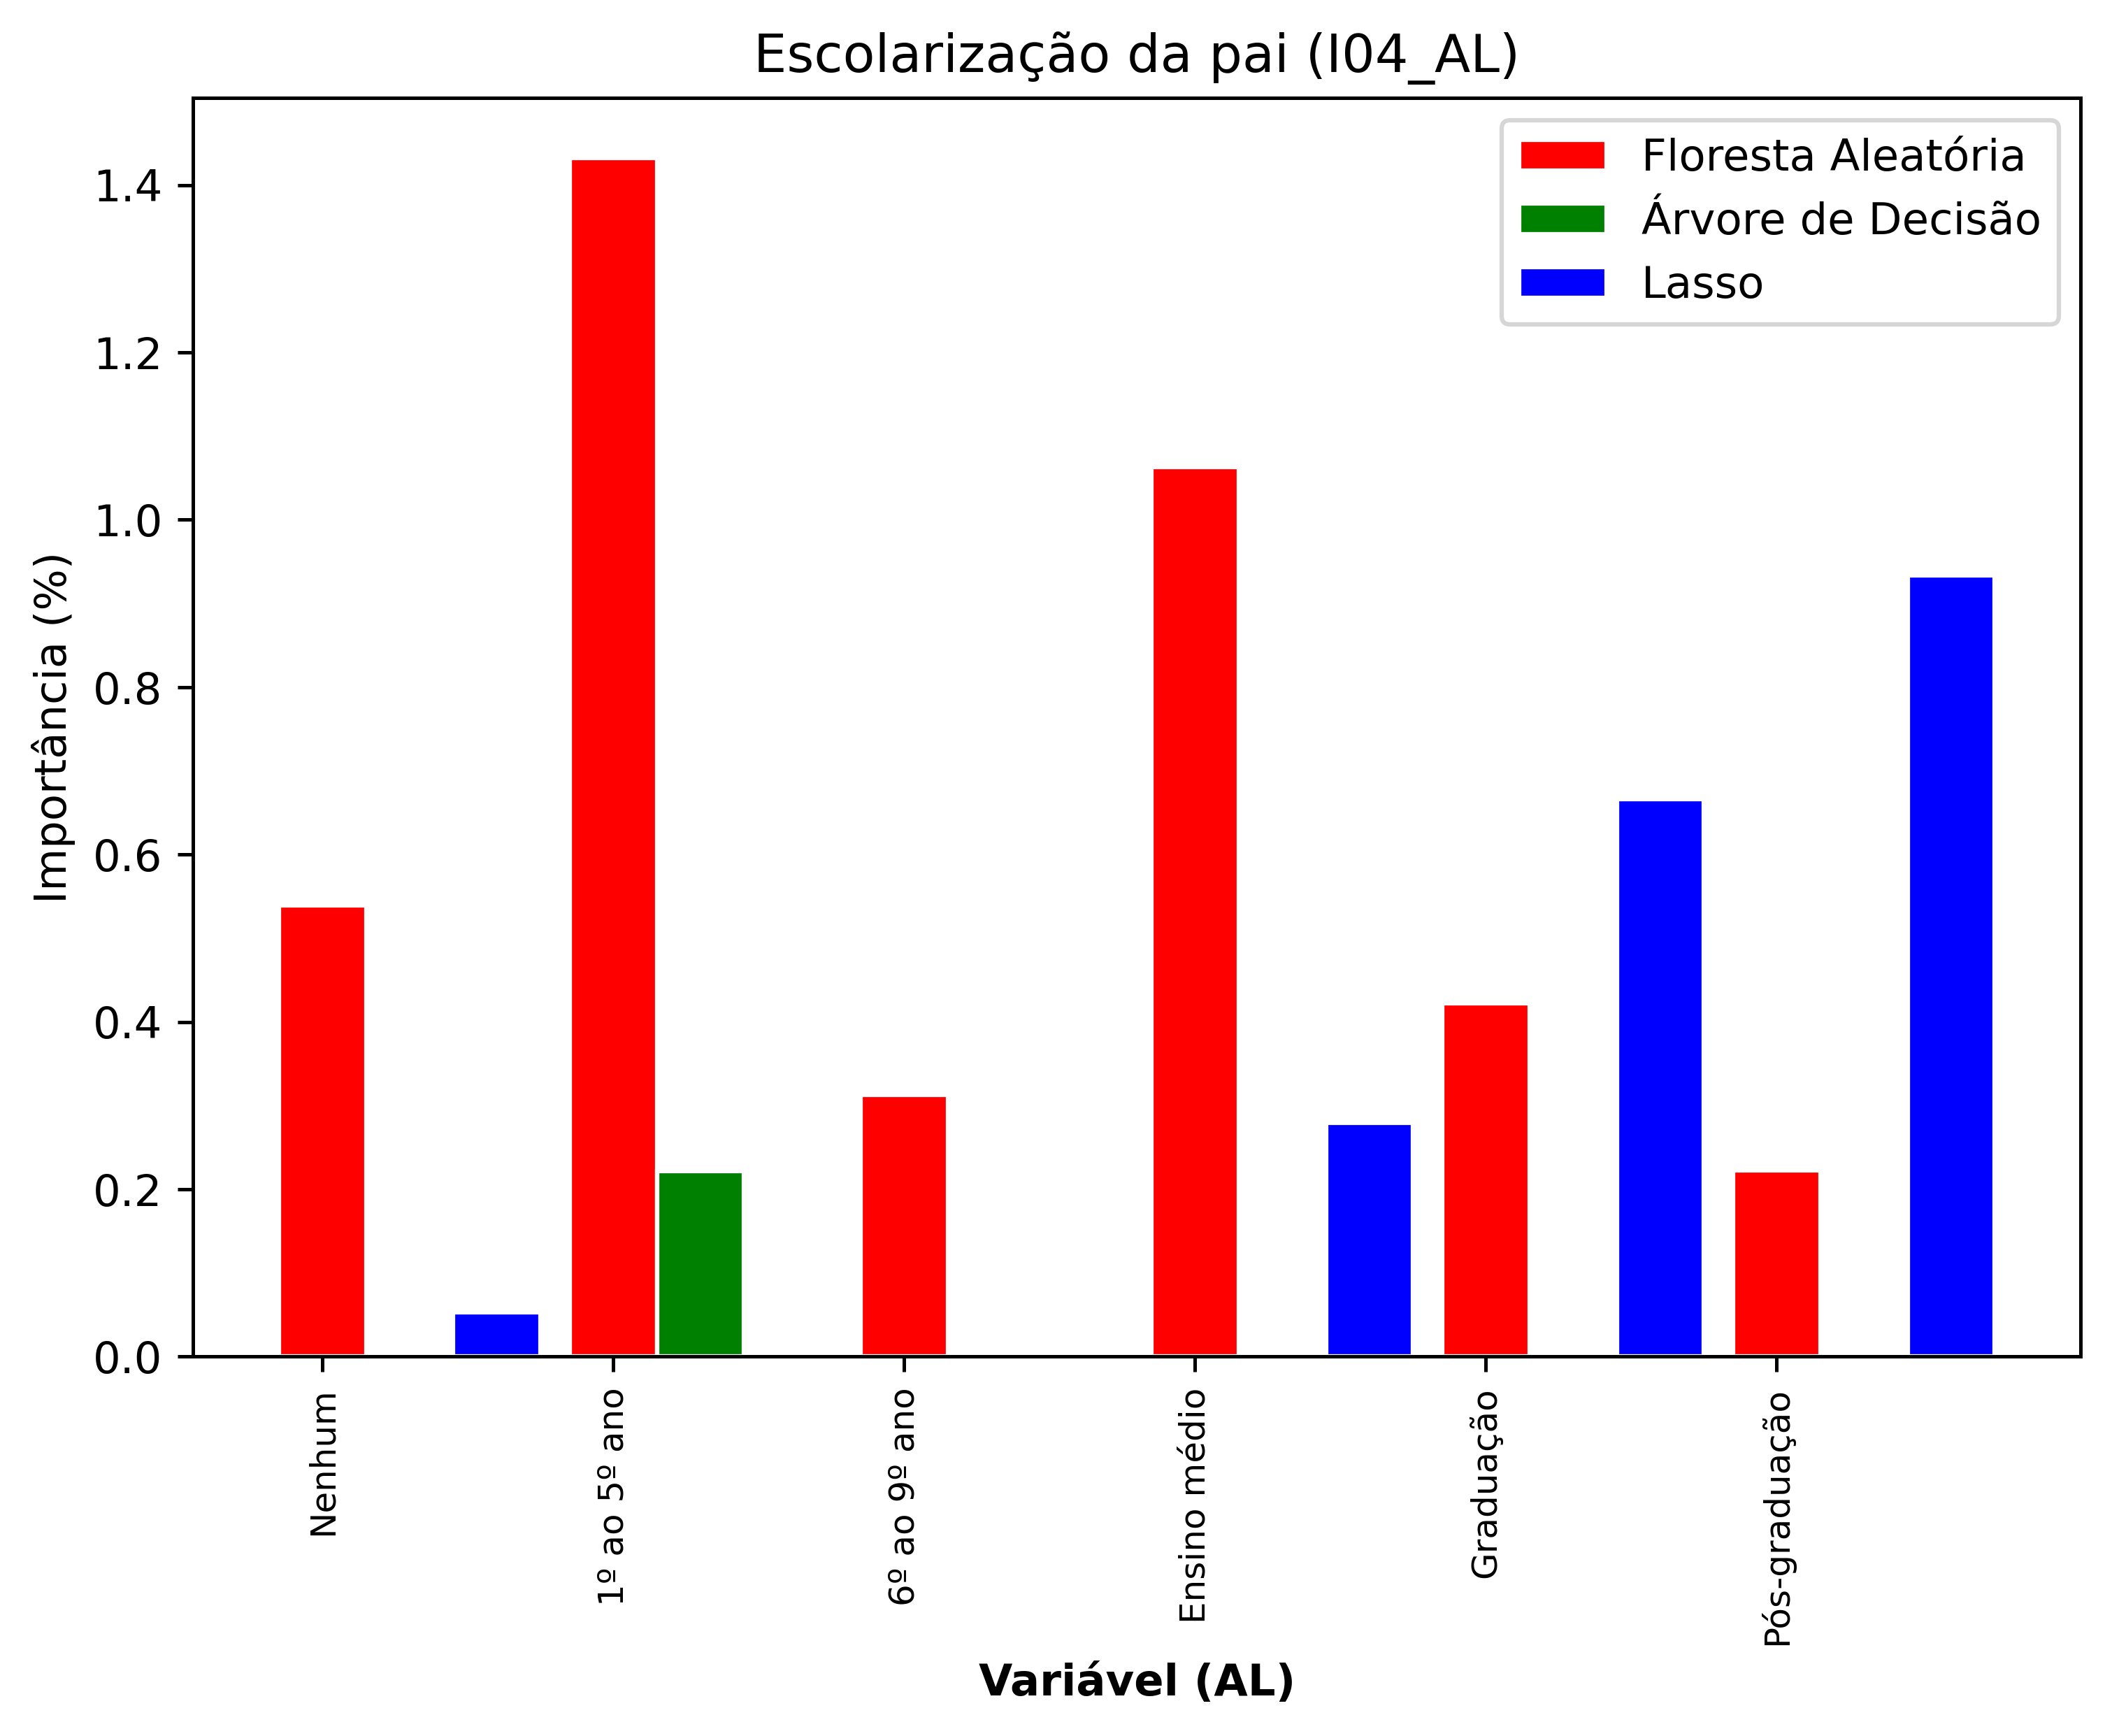 Escolarização da pai (I04_AL)
Floresta Aleatória
Árvore de Decisão
Lasso
Importância (%)
1.4
1.2
1.0
0.8
0.6
0.4
0.2
0.0
Nenhum
1º ao 5º ano
6º ao 9º ano
Ensino médio
Graduação
Pós-graduação
Variável (AL)